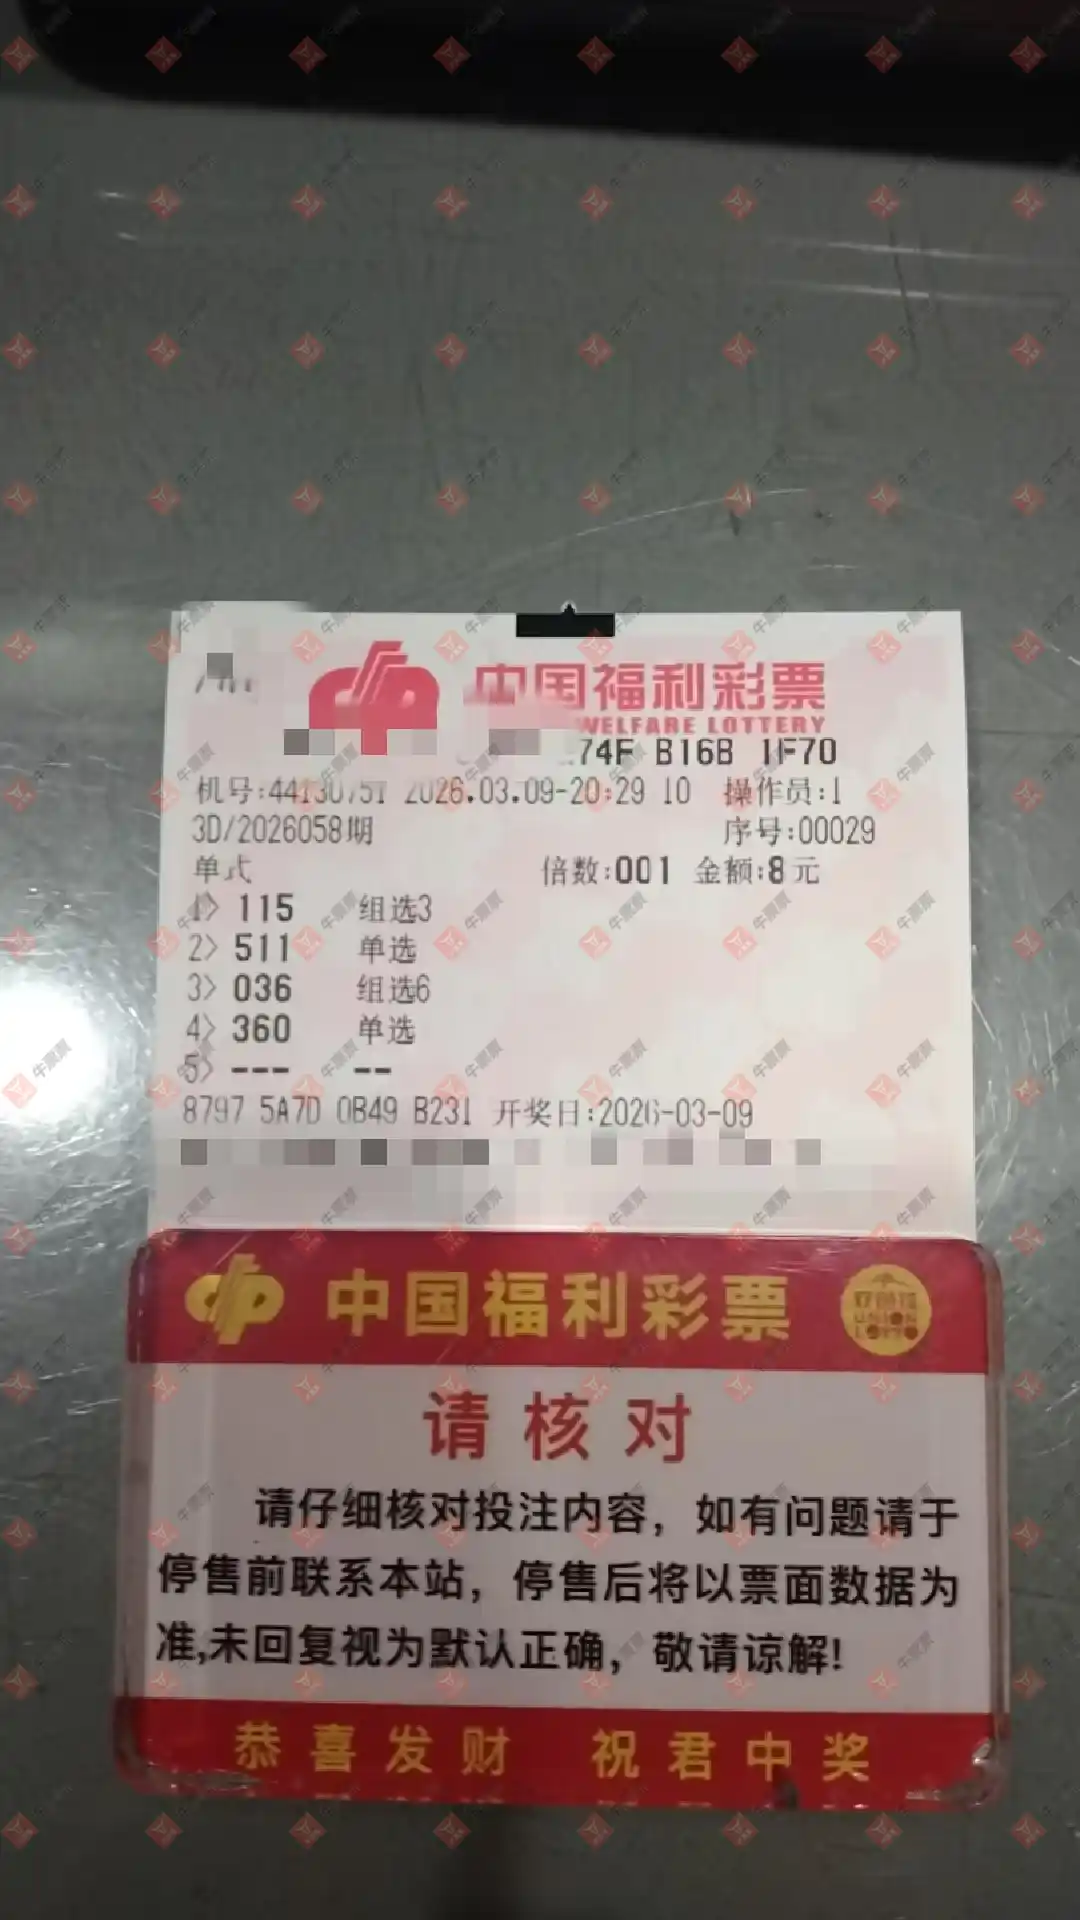 中国福利彩票
WELFARE LOTTERY
74F B16B 1F70
机号:44130751 2026.03.09-20:29 10 操作员:1
3D/2026058期 序号:00029
单式 倍数:001 金额:8元
1> 115 组选3
2> 511 单选
3> 036 组选6
4> 360 单选
5> --- --
8797 5A7D 0B49 B231 开奖日:2026-03-09
中国福利彩票
UNION LOTTO
请核对
请仔细核对投注内容，如有问题请于
停售前联系本站，停售后将以票面数据为
准,未回复视为默认正确，敬请谅解!
恭喜发财 祝君中奖
牛票票